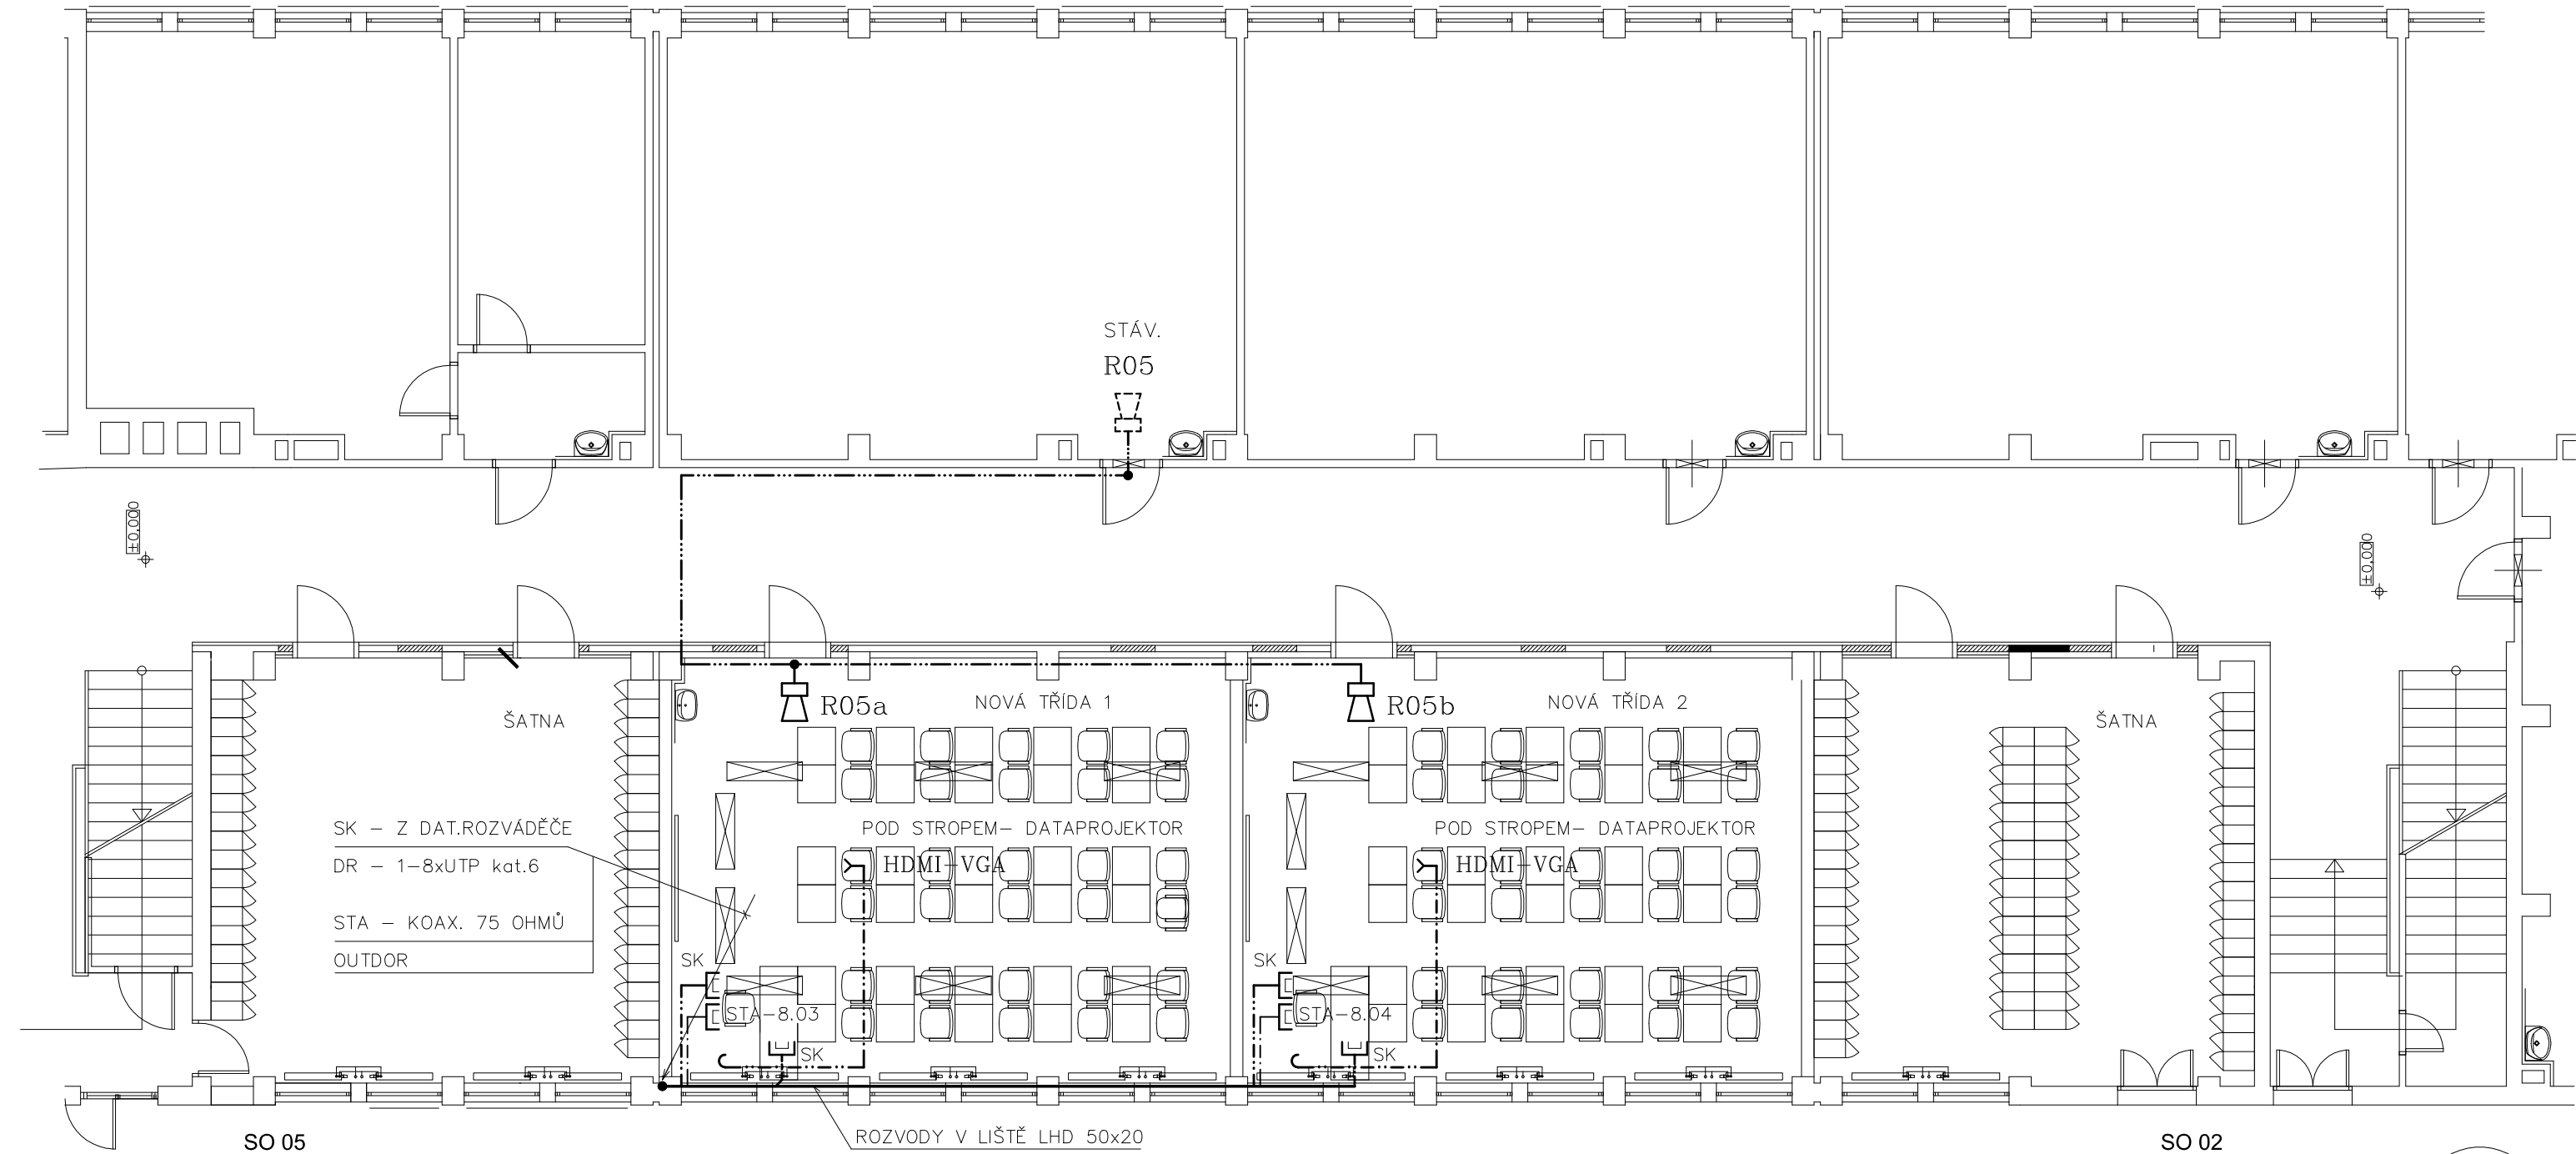 STÁV.
R05
±0.000
±0.000
R05a
NOVÁ TŘÍDA 1
R05b
NOVÁ TŘÍDA 2
ŠATNA
ŠATNA
SK – Z DAT.ROZVÁDĚČE
DR – 1–8xUTP kat.6
STA – KOAX. 75 OHMŮ
OUTDOR
POD STROPEM– DATAPROJEKTOR
HDMI–VGA
POD STROPEM– DATAPROJEKTOR
HDMI–VGA
SK
STA–8.03
SK
SK
STA–8.04
SK
ROZVODY V LIŠTĚ LHD 50x20
SO 05
SO 02